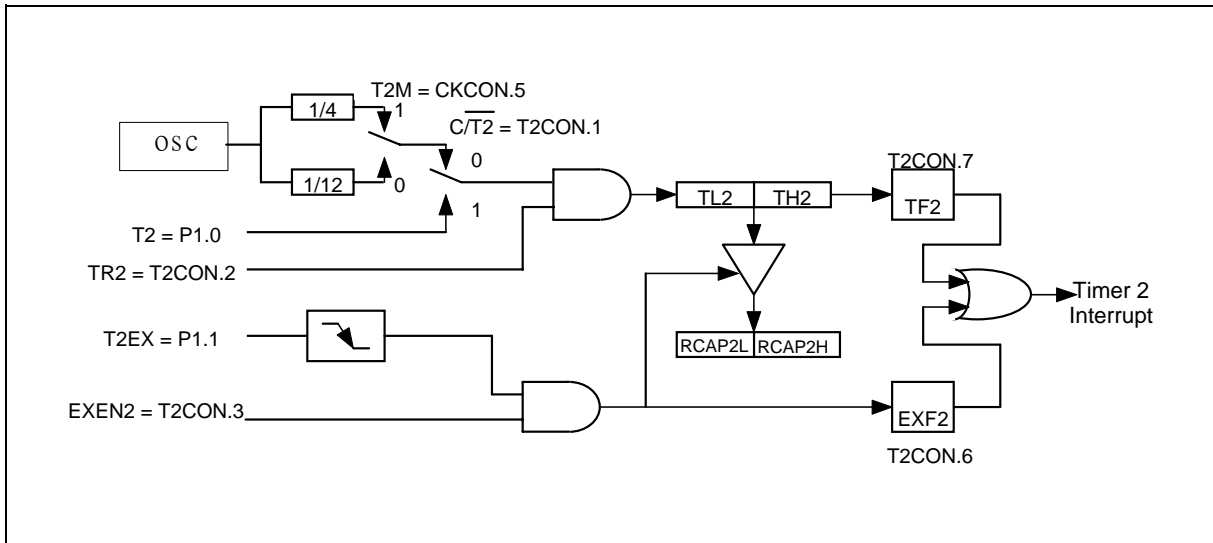 T2M = CKCON.5
1/4
1
C/T2 = T2CON.1
OSC
0
1/12
0
1
T2 = P1.0
TR2 = T2CON.2
TL2
TH2
T2CON.7
TF2
Timer 2
Interrupt
T2EX = P1.1
RCAP2L
RCAP2H
EXEN2 = T2CON.3
EXF2
T2CON.6